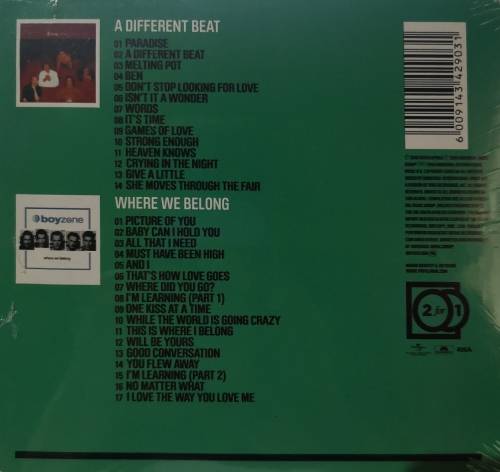 A DIFFERENT BEAT
01 PARADISE
02 A DIFFERENT BEAT
03 MELTING POT
04 BEN
05 DON'T STOP LOOKING FOR LOVE
06 ISN'T IT A WONDER
07 WORDS
08 IT'S TIME
09 GAMES OF LOVE
10 STRONG ENOUGH
11 HEAVEN KNOWS
12 CRYING IN THE NIGHT
13 GIVE A LITTLE
14 SHE MOVES THROUGH THE FAIR
WHERE WE BELONG
01 PICTURE OF YOU
02 BABY CAN I HOLD YOU
03 ALL THAT I NEED
04 MUST HAVE BEEN HIGH
05 AND I
06 THAT'S HOW LOVE GOES
07 WHERE DID YOU GO?
08 I'M LEARNING (PART 1)
09 ONE KISS AT A TIME
10 WHILE THE WORLD IS GOING CRAZY
11 THIS IS WHERE I BELONG
12 WILL BE YOURS
13 GOOD CONVERSATION
14 YOU FLEW AWAY
15 I'M LEARNING (PART 2)
16 NO MATTER WHAT
17 I LOVE THE WAY YOU LOVE ME
boyzone
where we belong
6 009143 429031
2 for 1